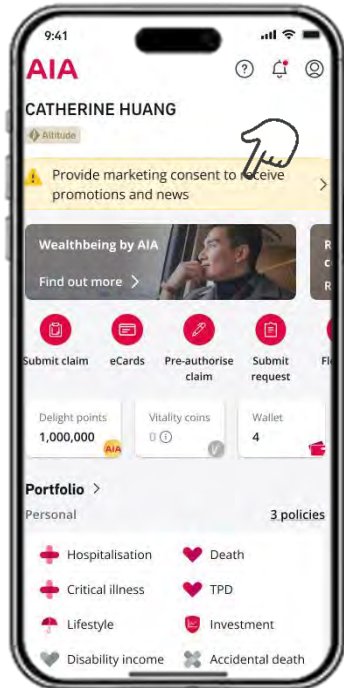 9:41
AIA
CATHERINE HUANG
Altitude
Provide marketing consent to receive
promotions and news
Wealthbeing by AIA
Find out more
Submit claim eCards Pre-authorise claim Submit request
Delight points Vitality coins Wallet
1,000,000 0 4
AIA V
Portfolio >
Personal 3 policies
Hospitalisation Death
Critical illness TPD
Lifestyle Investment
Disability income Accidental death